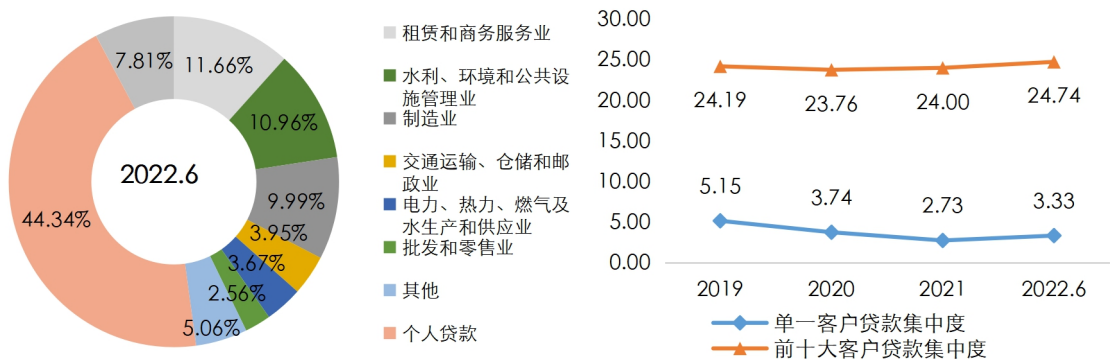 7.81%
11.66%
10.96%
9.99%
3.95%
3.67%
2.56%
5.06%
44.34%
2022.6
租赁和商务服务业
水利、环境和公共设
施管理业
制造业
交通运输、仓储和邮
政业
电力、热力、燃气及
水生产和供应业
批发和零售业
其他
个人贷款
30.00
25.00
20.00
15.00
10.00
5.00
0.00
24.19 23.76 24.00 24.74
5.15 3.74 2.73 3.33
2019 2020 2021 2022.6
单一客户贷款集中度
前十大客户贷款集中度